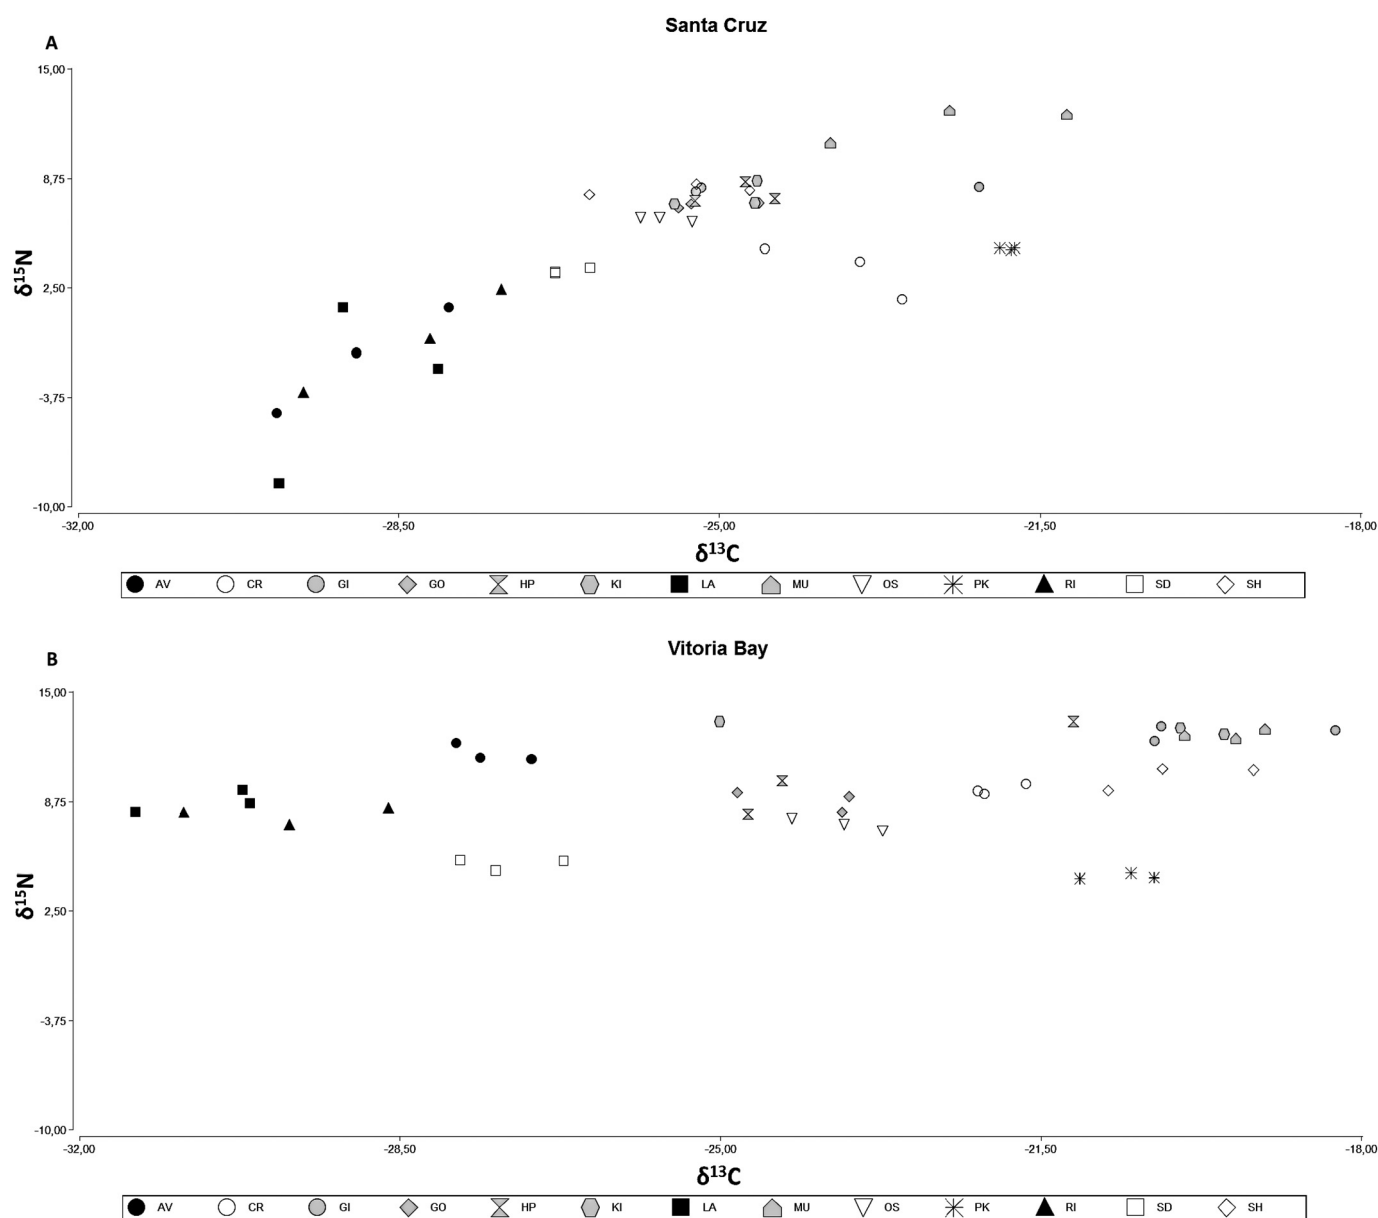 Santa Cruz
A
15,00
8,75
2,50
-3,75
-10,00
δ15N
-32,00 -28,50 -25,00 -21,50 -18,00
δ13C
AV CR GI GO HP KI LA MU OS PK RI SD SH
Vitoria Bay
B
15,00
8,75
2,50
-3,75
-10,00
δ15N
-32,00 -28,50 -25,00 -21,50 -18,00
δ13C
AV CR GI GO HP KI LA MU OS PK RI SD SH